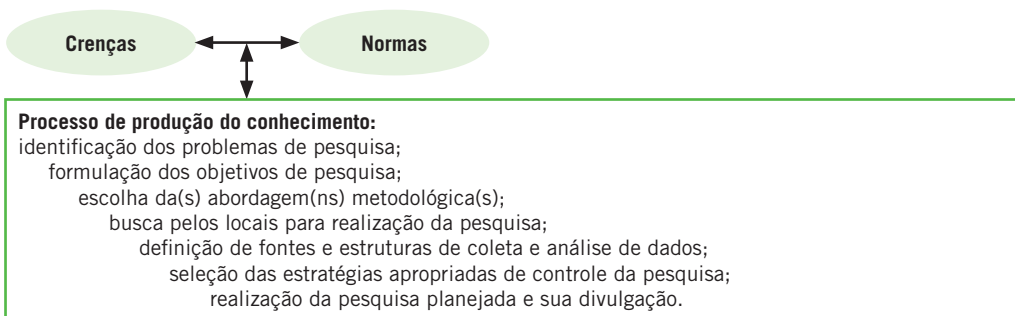 Crenças Normas
Processo de produção do conhecimento:
identificação dos problemas de pesquisa;
formulação dos objetivos de pesquisa;
escolha da(s) abordagem(ns) metodológica(s);
busca pelos locais para realização da pesquisa;
definição de fontes e estruturas de coleta e análise de dados;
seleção das estratégias apropriadas de controle da pesquisa;
realização da pesquisa planejada e sua divulgação.